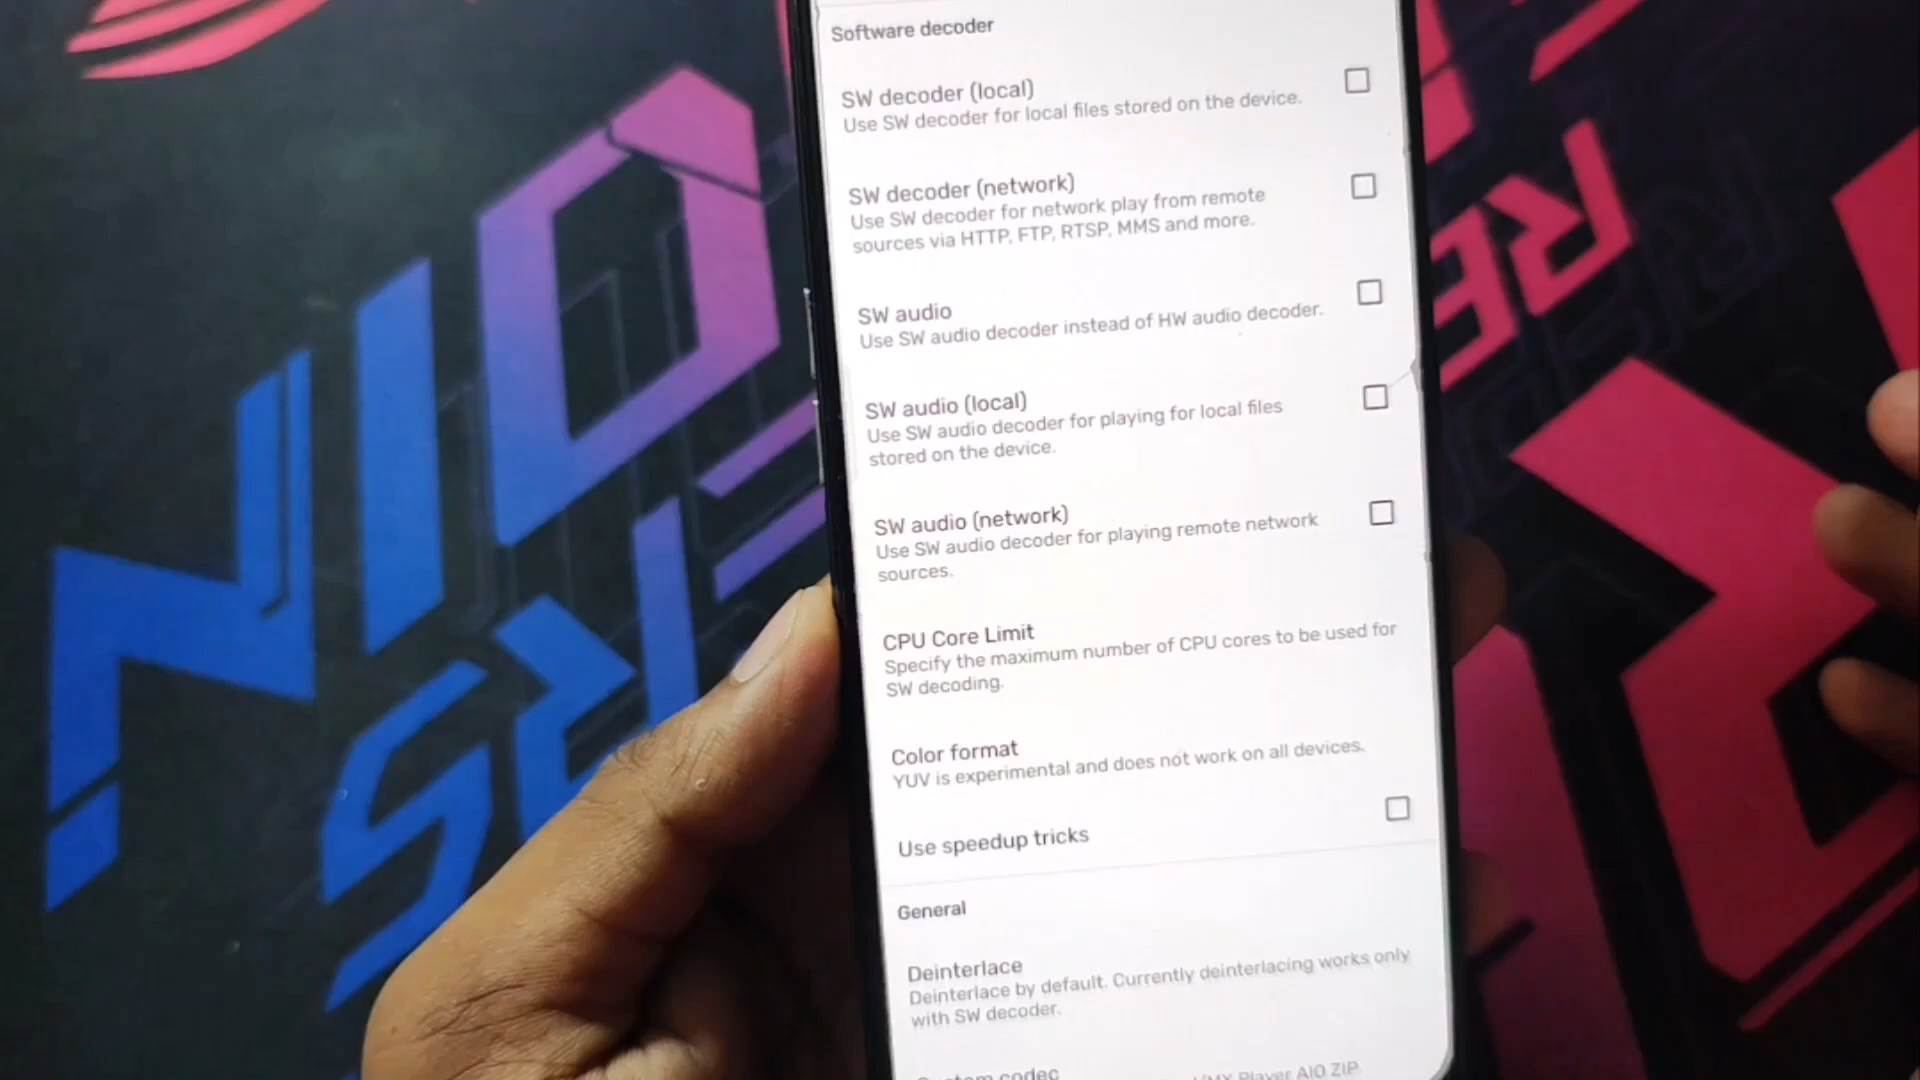 Software decoder
SW decoder (local)
Use SW decoder for local files stored on the device.
SW decoder (network)
Use SW decoder for network play from remote
sources via HTTP, FTP, RTSP, MMS and more.
SW audio
Use SW audio decoder instead of HW audio decoder.
SW audio (local)
Use SW audio decoder for playing for local files
stored on the device.
SW audio (network)
Use SW audio decoder for playing remote network
sources.
CPU Core Limit
Specify the maximum number of CPU cores to be used for
SW decoding.
Color format
YUV is experimental and does not work on all devices.
Use speedup tricks
General
Deinterlace
Deinterlace by default. Currently deinterlacing works only
with SW decoder.
codec
Player AIO ZIP